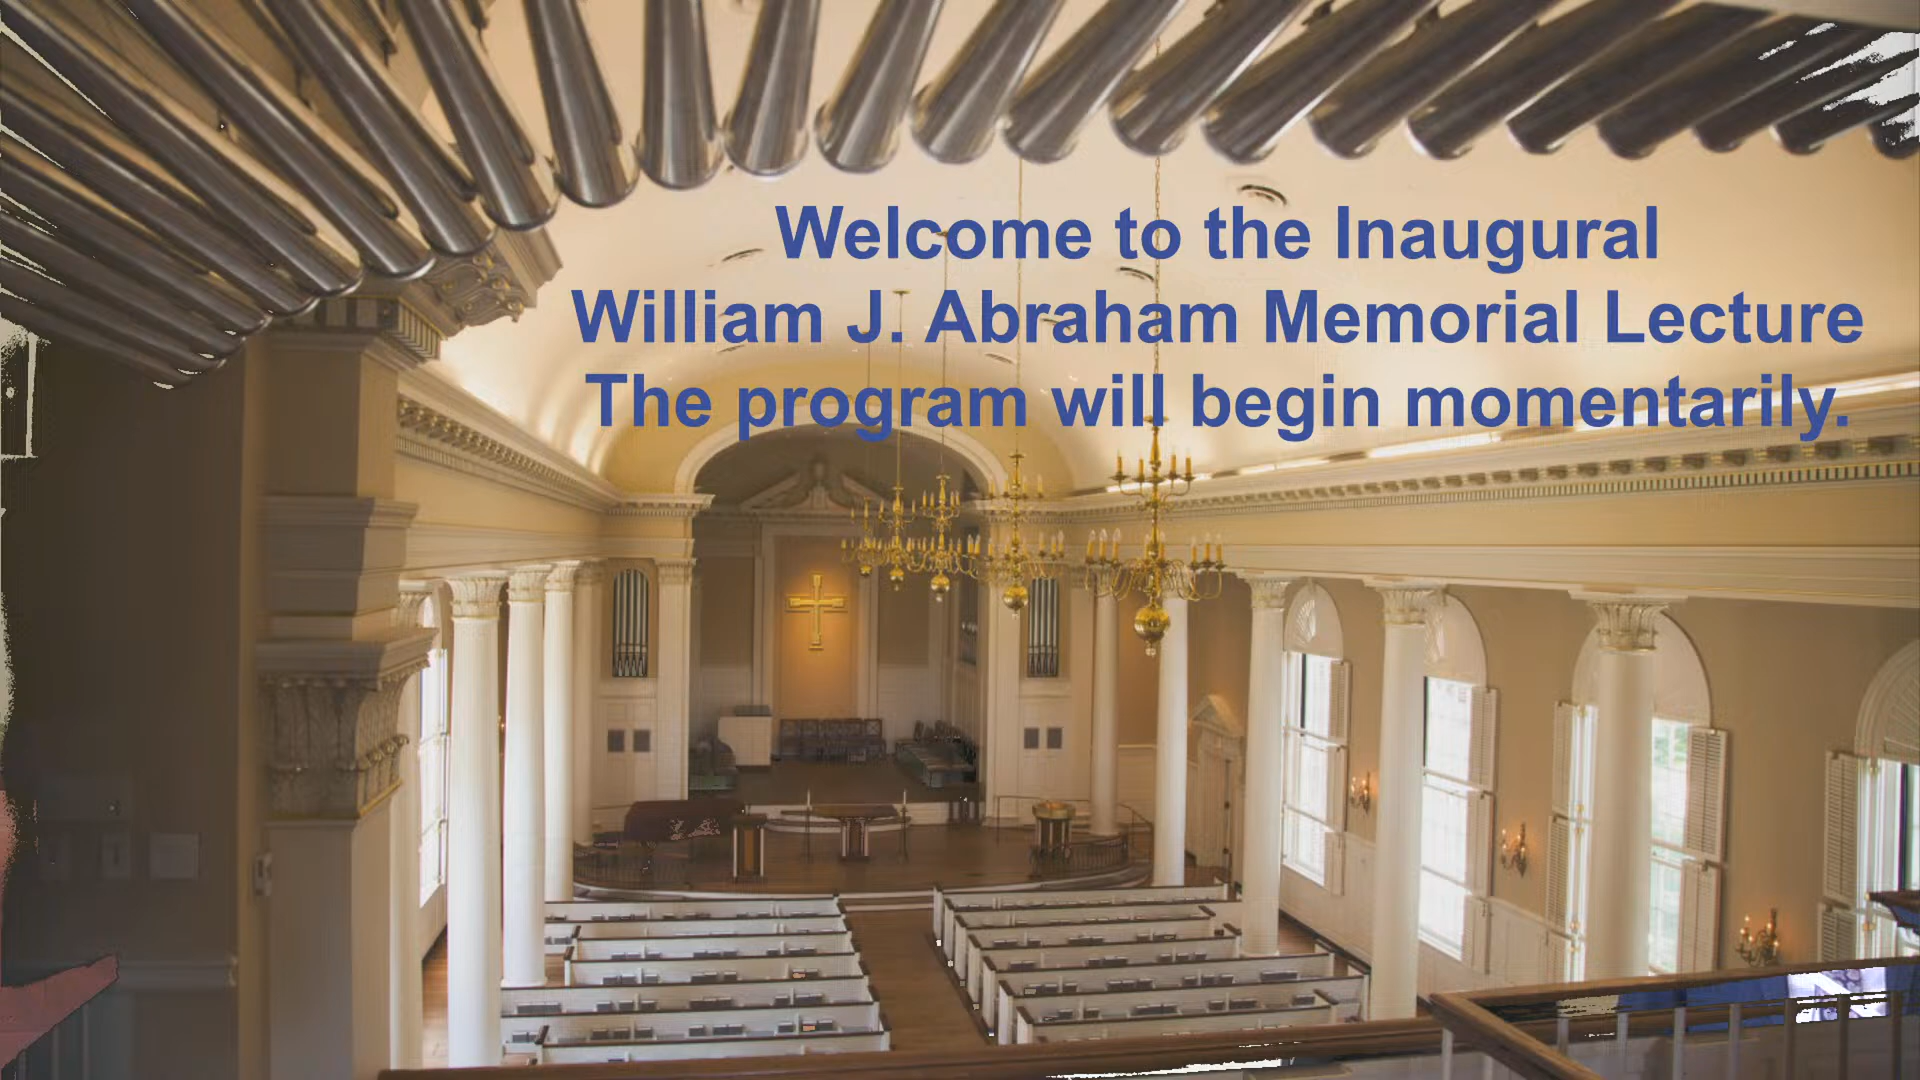 Welcome to the Inaugural
William J. Abraham Memorial Lecture
The program will begin momentarily.